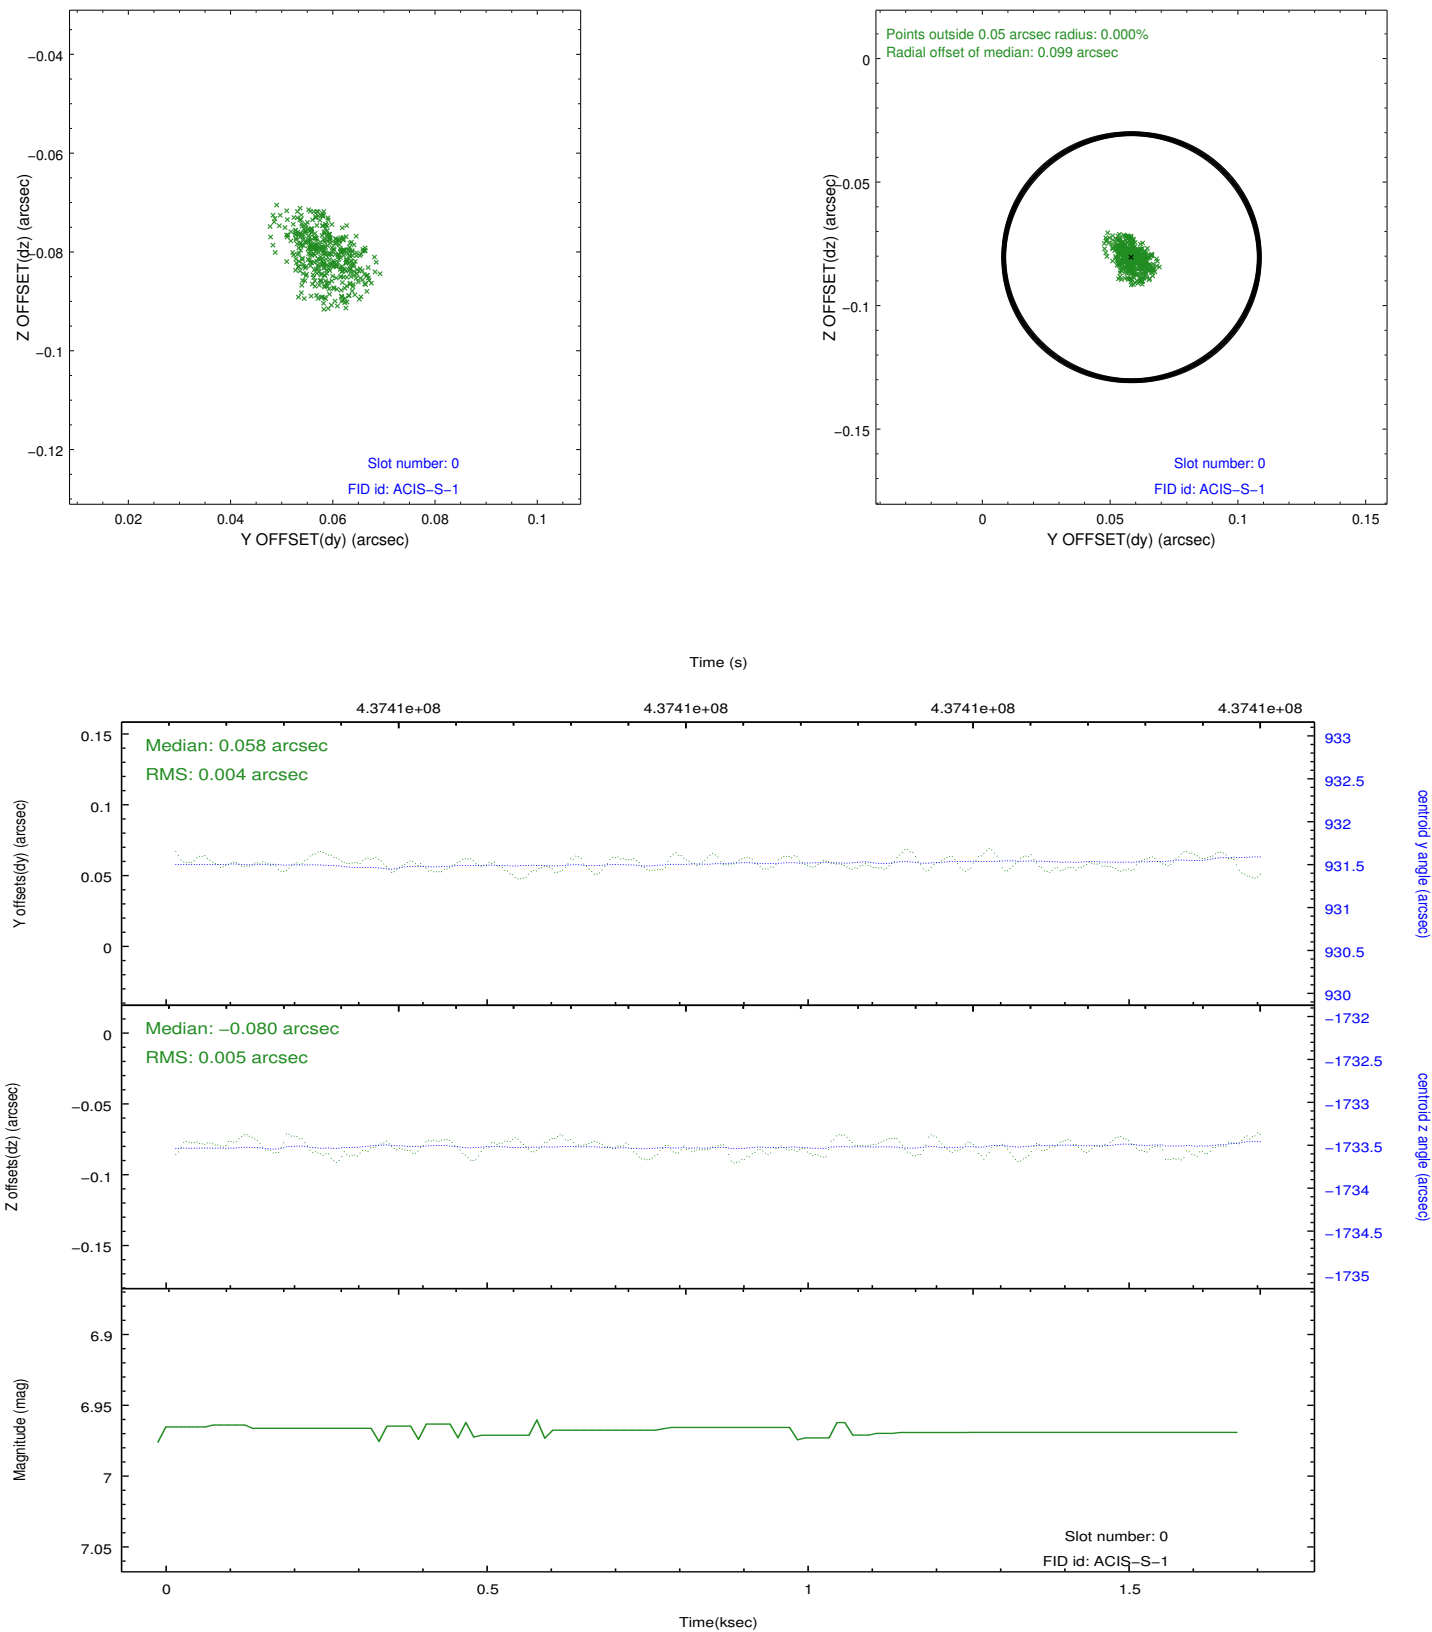 −0.04
−0.06
−0.08
−0.1
−0.12
Z OFFSET(dz) (arcsec)
Slot number: 0
FID id: ACIS−S−1
0.02
0.04
0.06
0.08
0.1
Y OFFSET(dy) (arcsec)
Points outside 0.05 arcsec radius: 0.000%
Radial offset of median: 0.099 arcsec
0
−0.05
−0.1
−0.15
Z OFFSET(dz) (arcsec)
Slot number: 0
FID id: ACIS−S−1
0
0.05
0.1
0.15
Y OFFSET(dy) (arcsec)
Time (s)
4.3741e+08
4.3741e+08
4.3741e+08
4.3741e+08
Median: 0.058 arcsec
RMS: 0.004 arcsec
0.15
0.1
0.05
0
Y offsets(dy) (arcsec)
933
932.5
932
931.5
931
930.5
930
centroid y angle (arcsec)
Median: −0.080 arcsec
RMS: 0.005 arcsec
0
−0.05
−0.1
−0.15
Z offsets(dz) (arcsec)
−1732
−1732.5
−1733
−1733.5
−1734
−1734.5
−1735
centroid z angle (arcsec)
6.9
6.95
7
7.05
Magnitude (mag)
Slot number: 0
FID id: ACIS−S−1
0
0.5
1
1.5
Time(ksec)